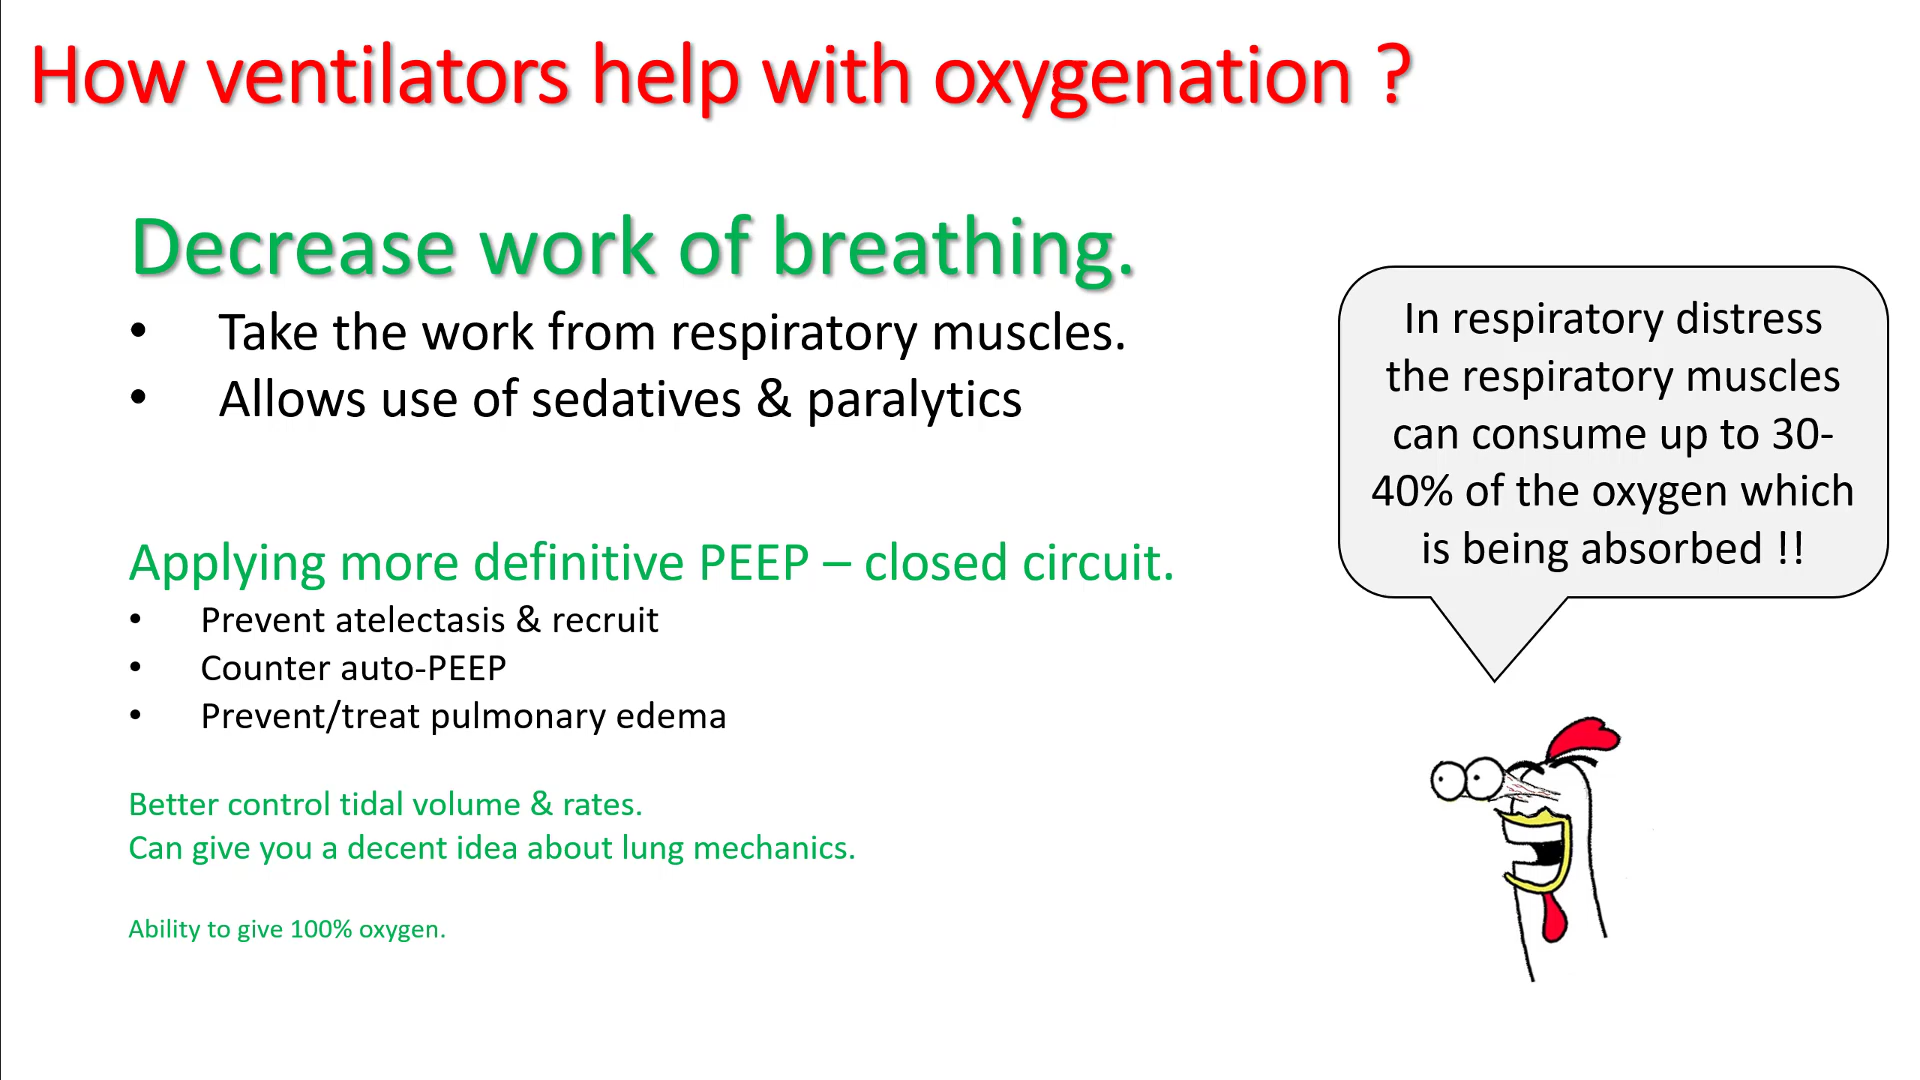 How ventilators help with oxygenation ?
Decrease work of breathing.
• Take the work from respiratory muscles.
• Allows use of sedatives & paralytics
Applying more definitive PEEP – closed circuit.
• Prevent atelectasis & recruit
• Counter auto-PEEP
• Prevent/treat pulmonary edema
Better control tidal volume & rates.
Can give you a decent idea about lung mechanics.
Ability to give 100% oxygen.
In respiratory distress
the respiratory muscles
can consume up to 30-
40% of the oxygen which
is being absorbed !!